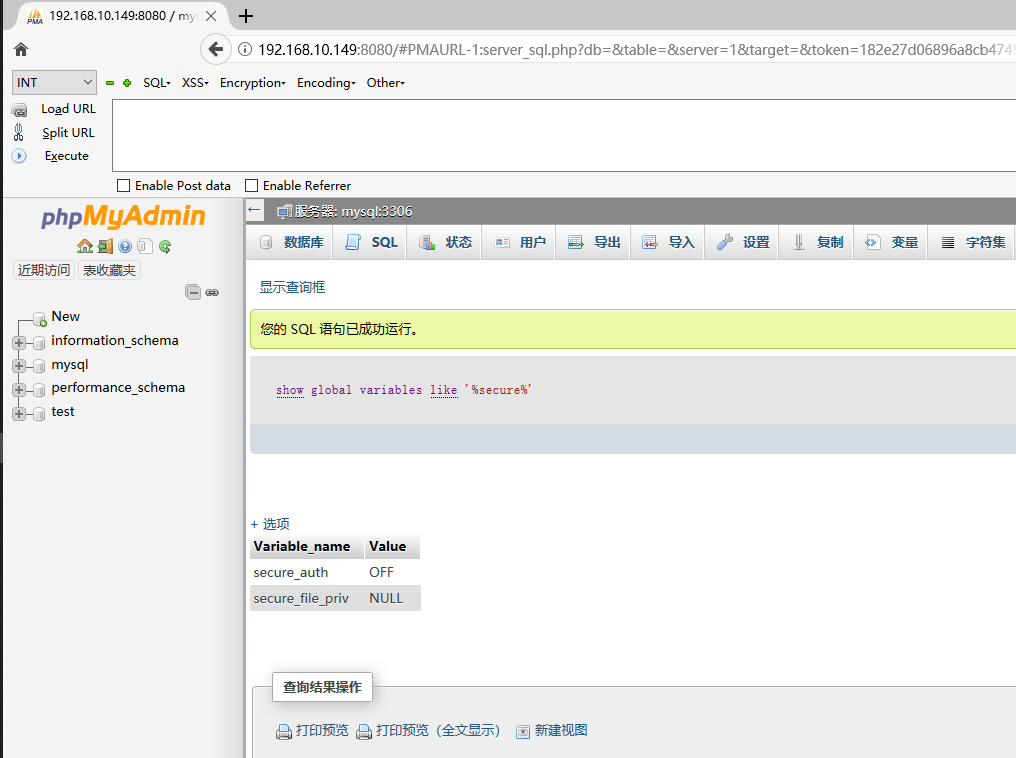 192.168.10.149:8080 / my
192.168.10.149:8080/#PMAURL-1:server_sql.php?db=&table=&server=1&target=&token=182e27d06896a8cb4745
INT SQL XSS Encryption Encoding Other
Load URL
Split URL
Execute
Enable Post data Enable Referrer
phpMyAdmin
近期访问 表收藏夹
New
information_schema
mysql
performance_schema
test
服务器: mysql:3306
数据库 SQL 状态 用户 导出 导入 设置 复制 变量 字符集
显示查询框
您的 SQL 语句已成功运行。
show global variables like '%secure%'
+ 选项
Variable_name Value
secure_auth OFF
secure_file_priv NULL
查询结果操作
打印预览 打印预览（全文显示） 新建视图